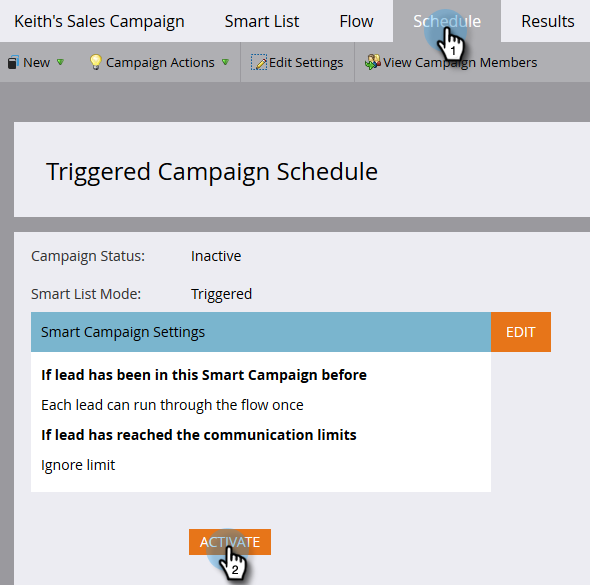 Keith's Sales Campaign Smart List Flow Schedule Results
1
New Campaign Actions Edit Settings View Campaign Members
Triggered Campaign Schedule
Campaign Status: Inactive
Smart List Mode: Triggered
Smart Campaign Settings EDIT
If lead has been in this Smart Campaign before
Each lead can run through the flow once
If lead has reached the communication limits
Ignore limit
ACTIVATE
2